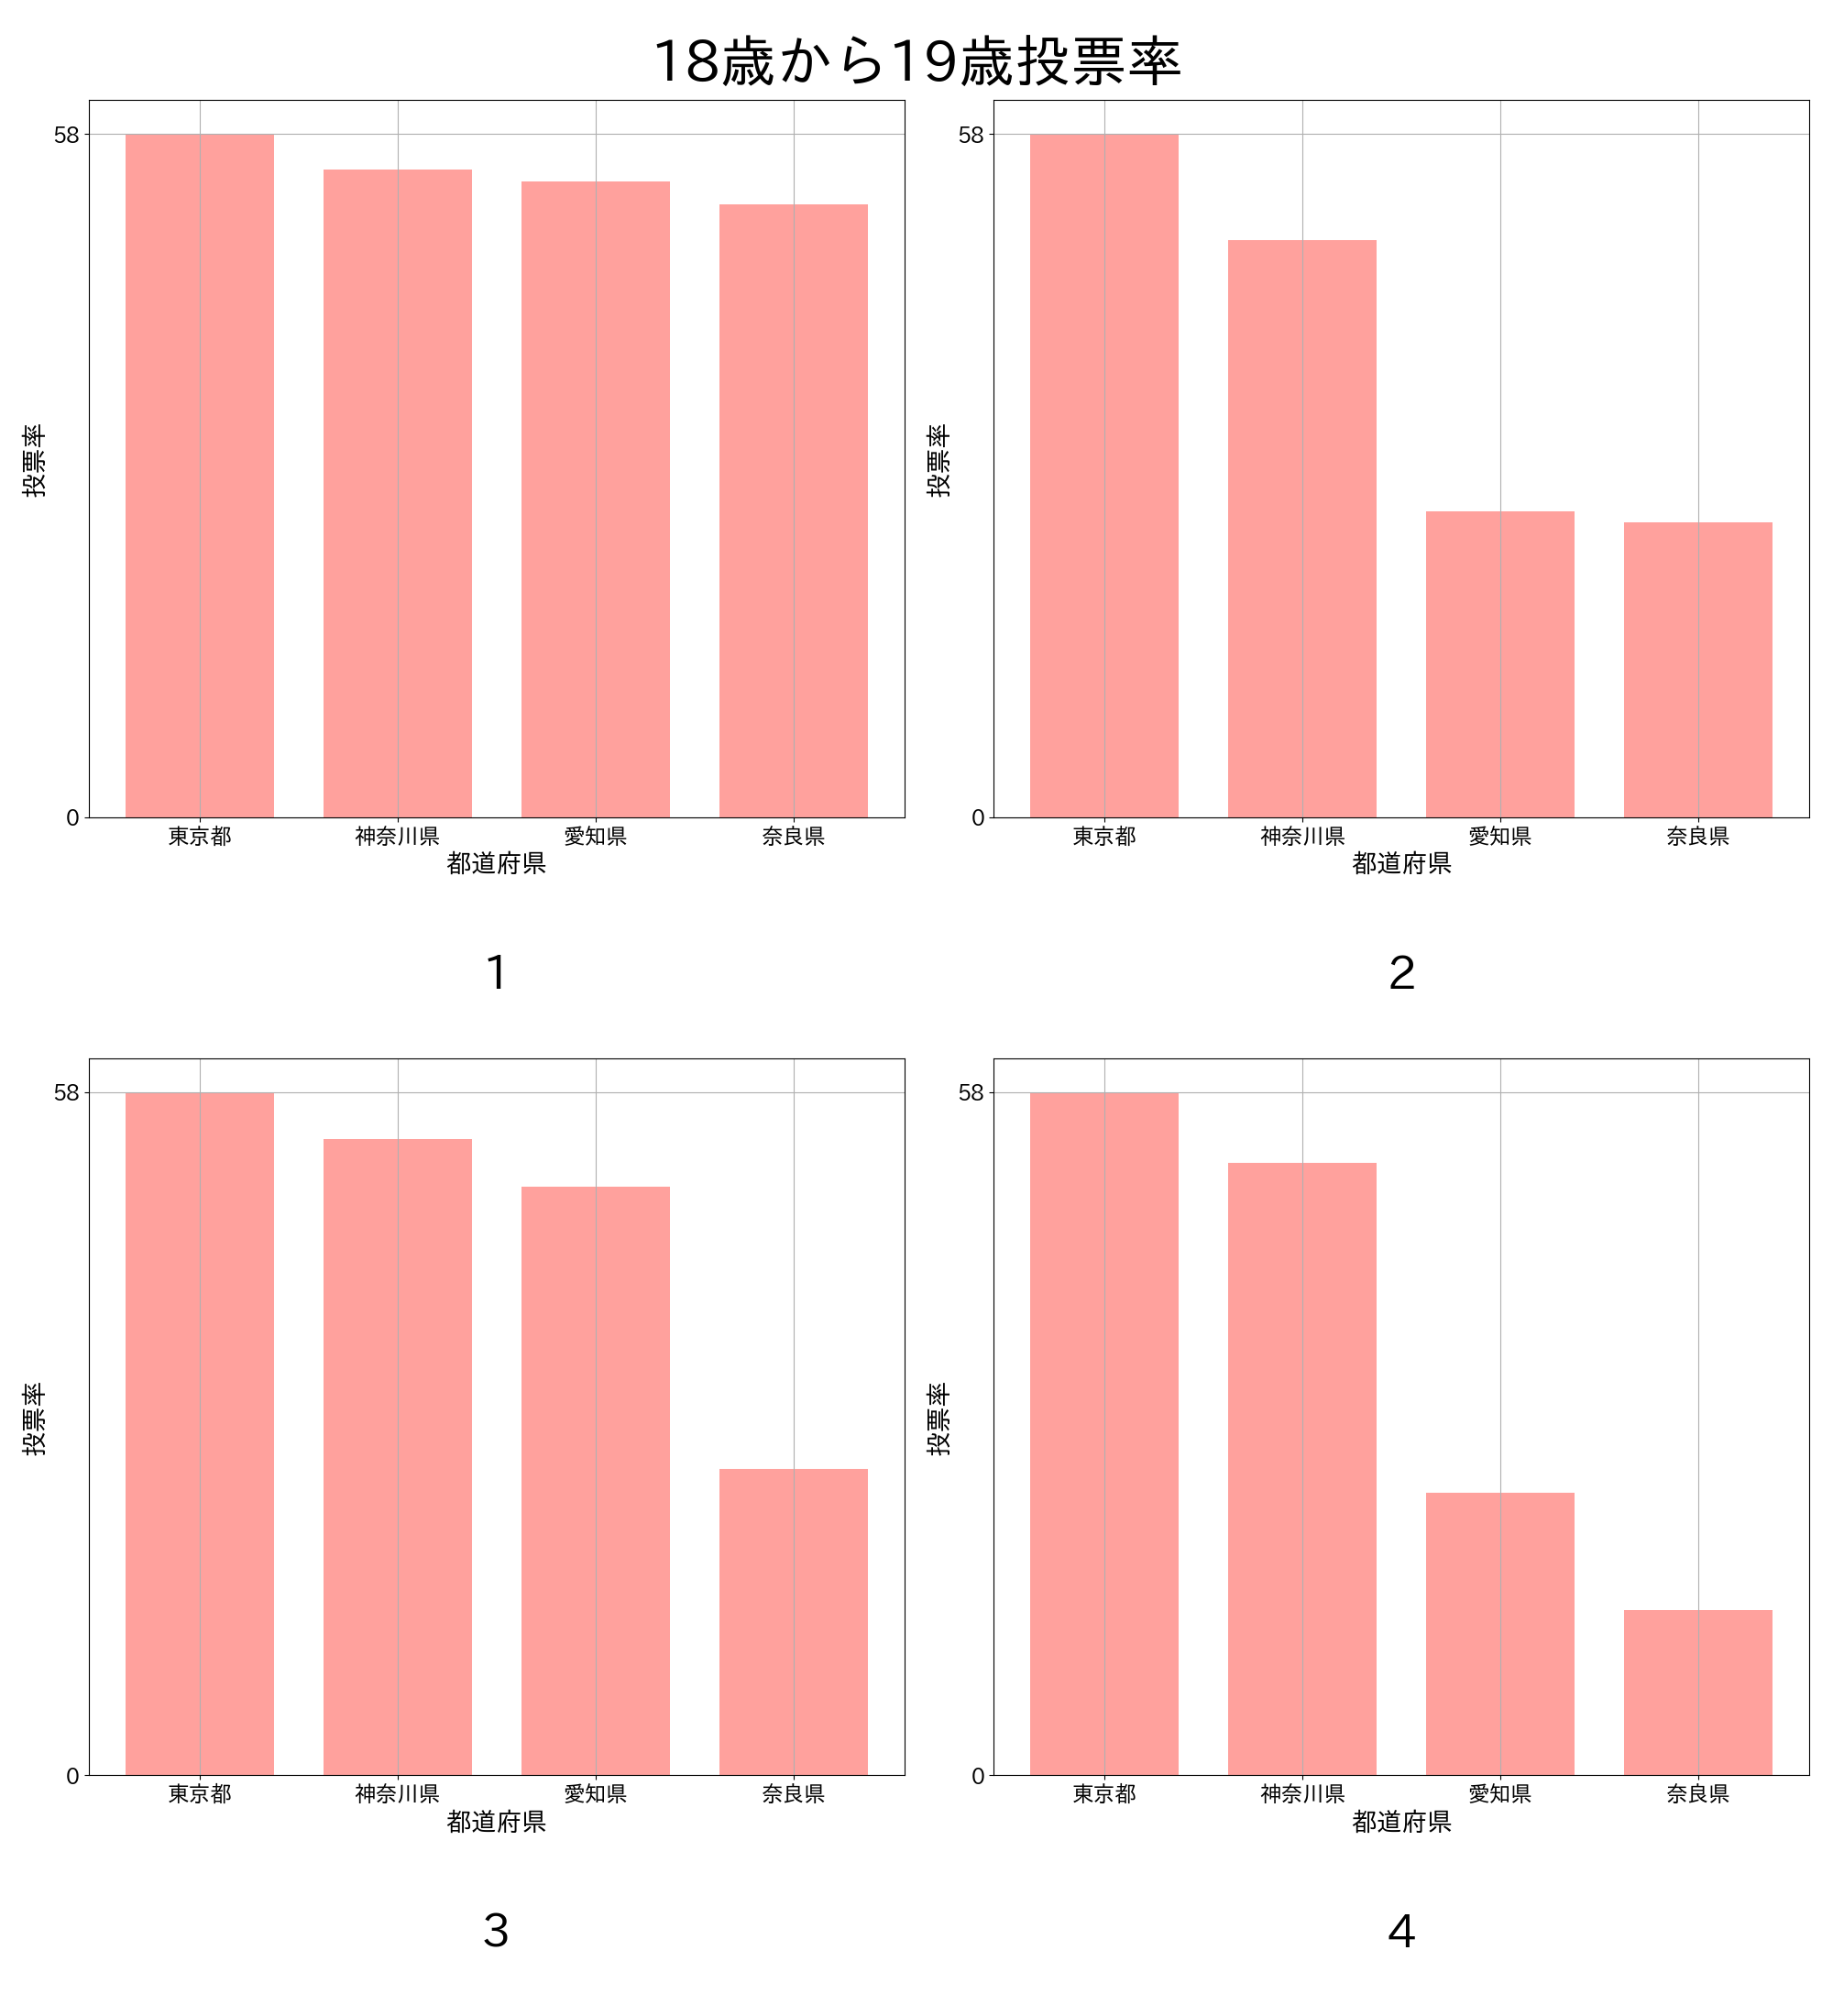 18歳から19歳投票率
58
0
投票率
東京都 神奈川県 愛知県 奈良県
都道府県
1
58
0
投票率
東京都 神奈川県 愛知県 奈良県
都道府県
2
58
0
投票率
東京都 神奈川県 愛知県 奈良県
都道府県
3
58
0
投票率
東京都 神奈川県 愛知県 奈良県
都道府県
4